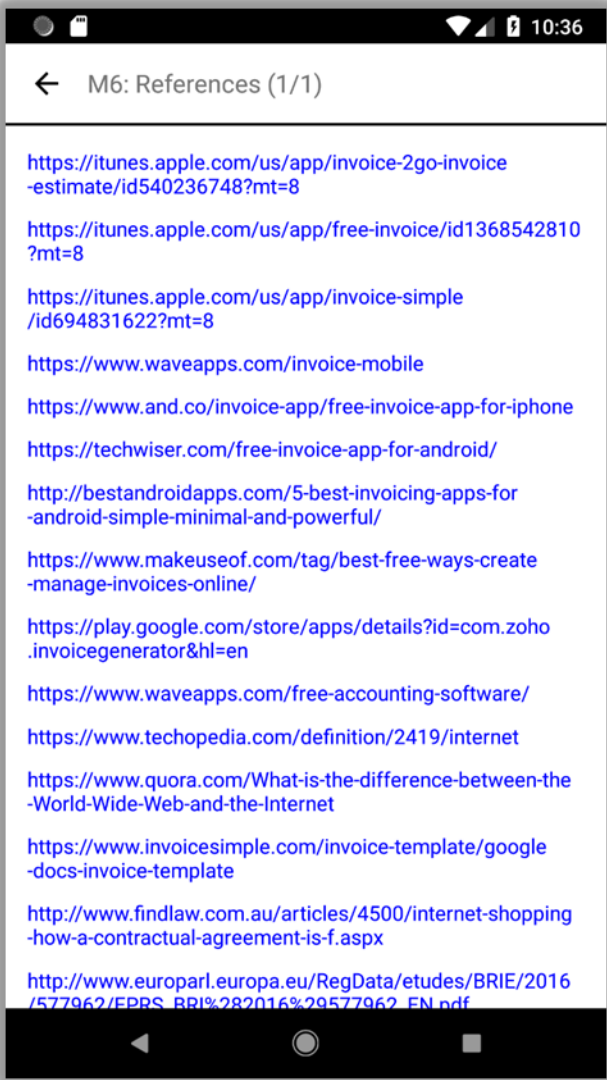 10:36
M6: References (1/1)
https://itunes.apple.com/us/app/invoice-2go-invoice
-estimate/id540236748?mt=8
https://itunes.apple.com/us/app/free-invoice/id1368542810
?mt=8
https://itunes.apple.com/us/app/invoice-simple
/id694831622?mt=8
https://www.waveapps.com/invoice-mobile
https://www.and.co/invoice-app/free-invoice-app-for-iphone
https://techwiser.com/free-invoice-app-for-android/
http://bestandroidapps.com/5-best-invoicing-apps-for
-android-simple-minimal-and-powerful/
https://www.makeuseof.com/tag/best-free-ways-create
-manage-invoices-online/
https://play.google.com/store/apps/details?id=com.zoho
.invoicegenerator&hl=en
https://www.waveapps.com/free-accounting-software/
https://www.techopedia.com/definition/2419/internet
https://www.quora.com/What-is-the-difference-between-the
-World-Wide-Web-and-the-Internet
https://www.invoicesimple.com/invoice-template/google
-docs-invoice-template
http://www.findlaw.com.au/articles/4500/internet-shopping
-how-a-contractual-agreement-is-f.aspx
http://www.europarl.europa.eu/RegData/etudes/BRIE/2016
/577962/EPRS_BRI%282016%29577962_EN.pdf